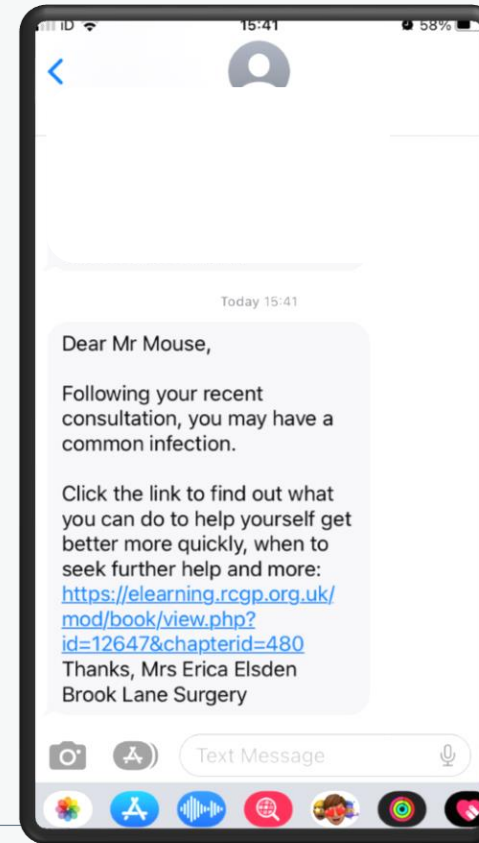 iD 15:41 58%
Today 15:41
Dear Mr Mouse,
Following your recent
consultation, you may have a
common infection.
Click the link to find out what
you can do to help yourself get
better more quickly, when to
seek further help and more:
https://elearning.rcgp.org.uk/
mod/book/view.php?
id=12647&chapterid=480
Thanks, Mrs Erica Elsden
Brook Lane Surgery
Text Message